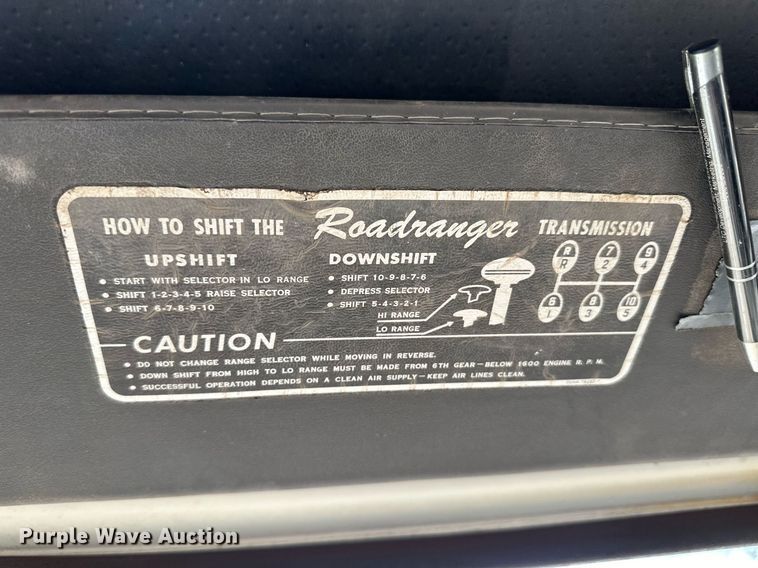 HOW TO SHIFT THE Roadranger TRANSMISSION
UPSHIFT
• START WITH SELECTOR IN LO RANGE
• SHIFT 1-2-3-4-5 RAISE SELECTOR
• SHIFT 6-7-8-9-10
DOWNSHIFT
• SHIFT 10-9-8-7-6
• DEPRESS SELECTOR
• SHIFT 5-4-3-2-1
HI RANGE
LO RANGE
R R
7 2
9 4
6 1
8 3
10 5
CAUTION
• DO NOT CHANGE RANGE SELECTOR WHILE MOVING IN REVERSE.
• DOWN SHIFT FROM HIGH TO LO RANGE MUST BE MADE FROM 6TH GEAR—BELOW 1600 ENGINE R. P. M.
• SUCCESSFUL OPERATION DEPENDS ON A CLEAN AIR SUPPLY—KEEP AIR LINES CLEAN.
Purple Wave Auction